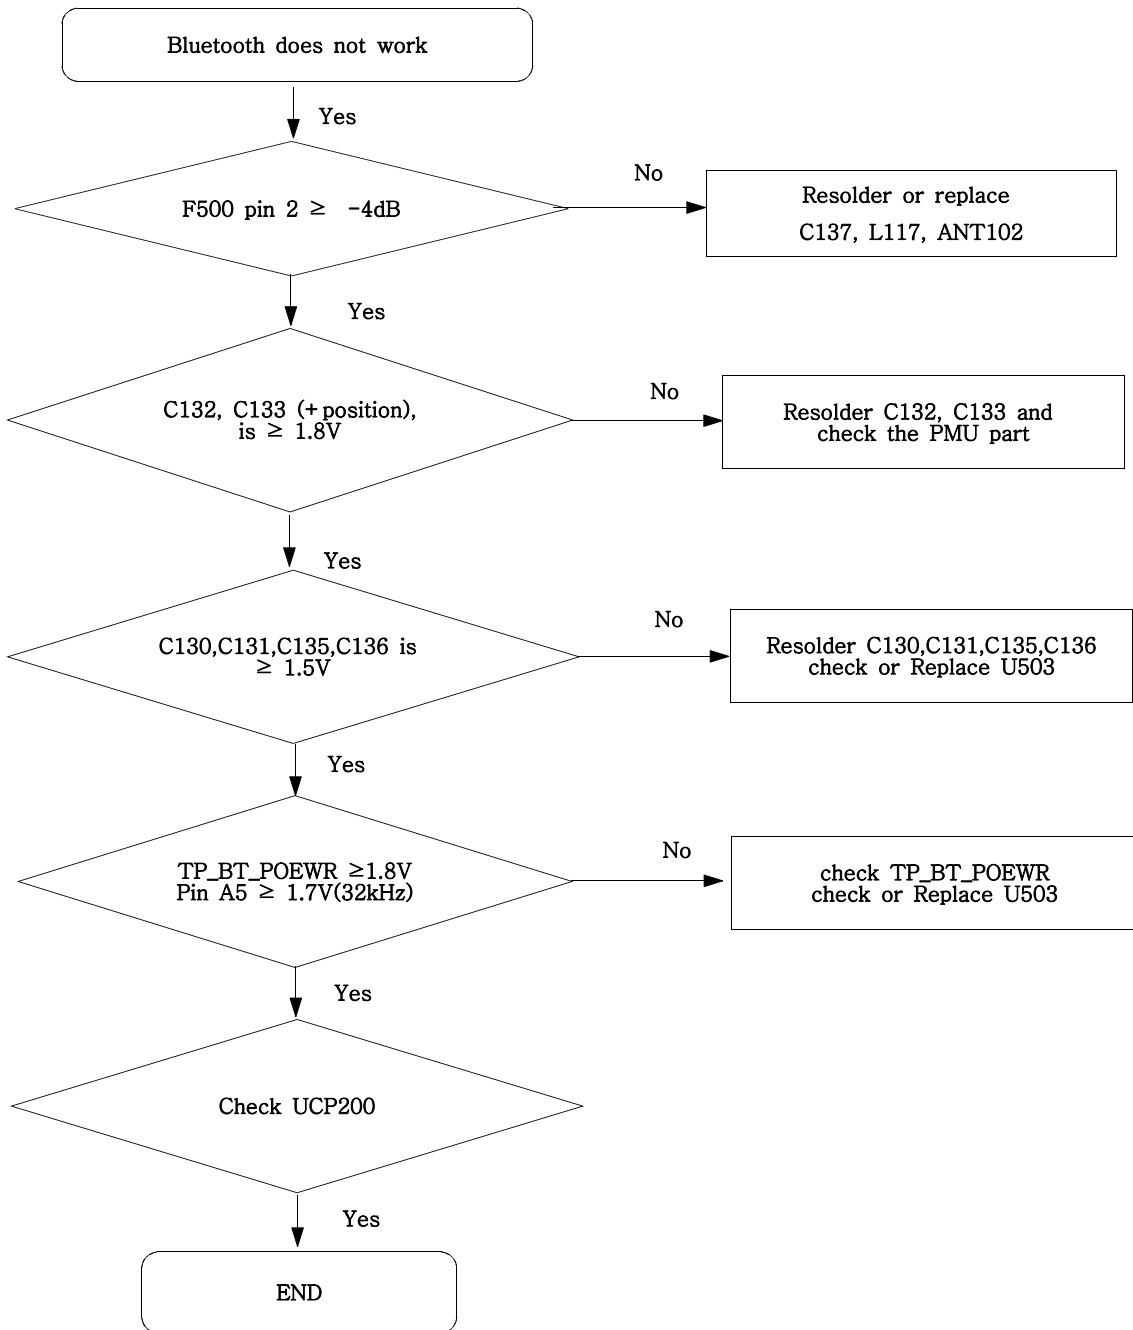 Bluetooth does not work
Yes
F500 pin 2 ≥ -4dB
No
Resolder or replace
C137, L117, ANT102
Yes
C132, C133 (+position),
is ≥ 1.8V
No
Resolder C132, C133 and
check the PMU part
Yes
C130,C131,C135,C136 is
≥ 1.5V
No
Resolder C130,C131,C135,C136
check or Replace U503
Yes
TP_BT_POEWR ≥1.8V
Pin A5 ≥ 1.7V(32kHz)
No
check TP_BT_POEWR
check or Replace U503
Yes
Check UCP200
Yes
END